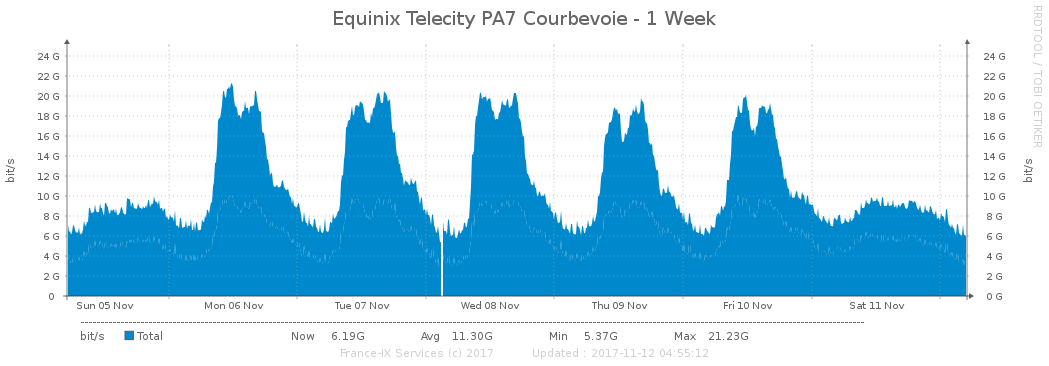 Equinix Telecity PA7 Courbevoie - 1 Week
RRDTOOL / TOBI OETIKER
bit/s
24 G 24 G
22 G 22 G
20 G 20 G
18 G 18 G
16 G 16 G
14 G 14 G
12 G 12 G
10 G 10 G
8 G 8 G
6 G 6 G
4 G 4 G
2 G 2 G
0 0 G
bit/s
Sun 05 Nov Mon 06 Nov Tue 07 Nov Wed 08 Nov Thu 09 Nov Fri 10 Nov Sat 11 Nov
bit/s Total Now 6.19G Avg 11.30G Min 5.37G Max 21.23G
France-IX Services (c) 2017 Updated : 2017-11-12 04:55:12